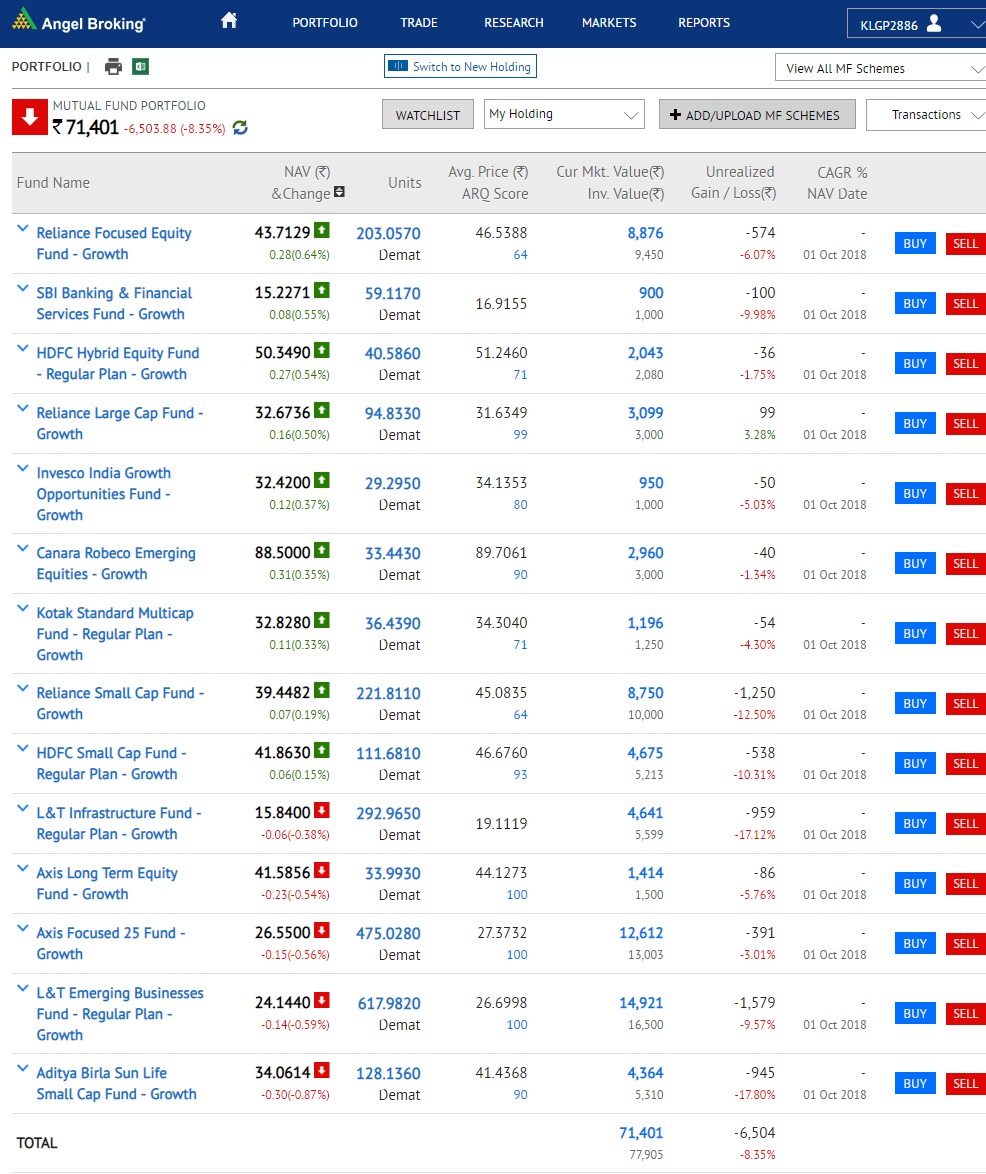 Angel Broking
PORTFOLIO TRADE RESEARCH MARKETS REPORTS KLGP2886
PORTFOLIO | Switch to New Holding View All MF Schemes
MUTUAL FUND PORTFOLIO
₹ 71,401 -6,503.88 (-8.35%) WATCHLIST My Holding + ADD/UPLOAD MF SCHEMES Transactions
Fund Name NAV (₹) Units Avg. Price (₹) Cur Mkt. Value(₹) Unrealized CAGR %
&Change ARQ Score Inv. Value(₹) Gain / Loss(₹) NAV Date
Reliance Focused Equity 43.7129 203.0570 46.5388 8,876 -574 - BUY SELL
Fund - Growth 0.28(0.64%) Demat 64 9,450 -6.07% 01 Oct 2018
SBI Banking & Financial 15.2271 59.1170 16.9155 900 -100 - BUY SELL
Services Fund - Growth 0.08(0.55%) Demat 1,000 -9.98% 01 Oct 2018
HDFC Hybrid Equity Fund 50.3490 40.5860 51.2460 2,043 -36 - BUY SELL
- Regular Plan - Growth 0.27(0.54%) Demat 71 2,080 -1.75% 01 Oct 2018
Reliance Large Cap Fund - 32.6736 94.8330 31.6349 3,099 99 - BUY SELL
Growth 0.16(0.50%) Demat 99 3,000 3.28% 01 Oct 2018
Invesco India Growth 32.4200 29.2950 34.1353 950 -50 - BUY SELL
Opportunities Fund - 0.12(0.37%) Demat 80 1,000 -5.03% 01 Oct 2018
Growth
Canara Robeco Emerging 88.5000 33.4430 89.7061 2,960 -40 - BUY SELL
Equities - Growth 0.31(0.35%) Demat 90 3,000 -1.34% 01 Oct 2018
Kotak Standard Multicap 32.8280 36.4390 34.3040 1,196 -54 - BUY SELL
Fund - Regular Plan - 0.11(0.33%) Demat 71 1,250 -4.30% 01 Oct 2018
Growth
Reliance Small Cap Fund - 39.4482 221.8110 45.0835 8,750 -1,250 - BUY SELL
Growth 0.07(0.19%) Demat 64 10,000 -12.50% 01 Oct 2018
HDFC Small Cap Fund - 41.8630 111.6810 46.6760 4,675 -538 - BUY SELL
Regular Plan - Growth 0.06(0.15%) Demat 93 5,213 -10.31% 01 Oct 2018
L&T Infrastructure Fund - 15.8400 292.9650 19.1119 4,641 -959 - BUY SELL
Regular Plan - Growth -0.06(-0.38%) Demat 5,599 -17.12% 01 Oct 2018
Axis Long Term Equity 41.5856 33.9930 44.1273 1,414 -86 - BUY SELL
Fund - Growth -0.23(-0.54%) Demat 100 1,500 -5.76% 01 Oct 2018
Axis Focused 25 Fund - 26.5500 475.0280 27.3732 12,612 -391 - BUY SELL
Growth -0.15(-0.56%) Demat 100 13,003 -3.01% 01 Oct 2018
L&T Emerging Businesses 24.1440 617.9820 26.6998 14,921 -1,579 - BUY SELL
Fund - Regular Plan - -0.14(-0.59%) Demat 100 16,500 -9.57% 01 Oct 2018
Growth
Aditya Birla Sun Life 34.0614 128.1360 41.4368 4,364 -945 - BUY SELL
Small Cap Fund - Growth -0.30(-0.87%) Demat 90 5,310 -17.80% 01 Oct 2018
TOTAL 71,401 -6,504
77,905 -8.35%